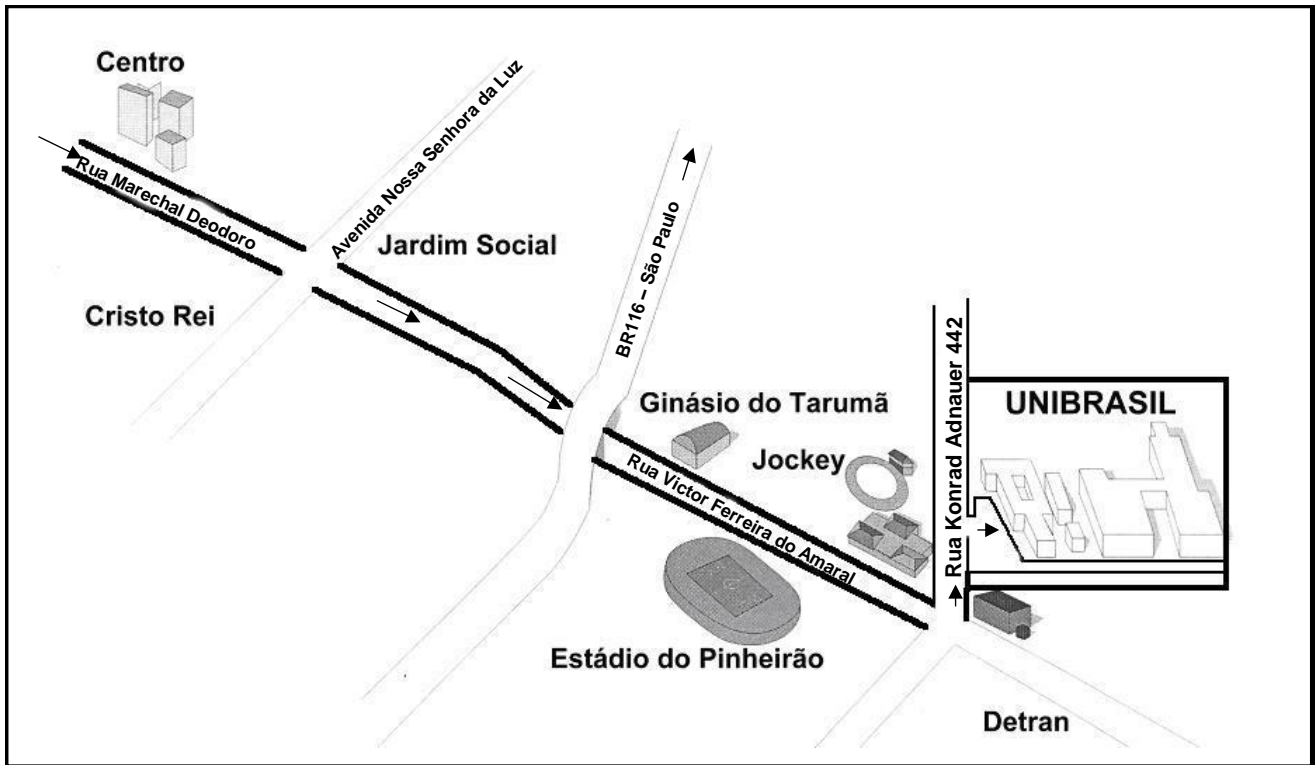 Centro
Avenida Nossa Senhora da Luz
Rua Marechal Deodoro
Jardim Social
Cristo Rei
BR116 – São Paulo
Ginásio do Tarumã
Rua Konrad Adnauer 442
UNIBRASIL
Jockey
Rua Victor Ferreira do Amaral
Estádio do Pinheirão
Detran